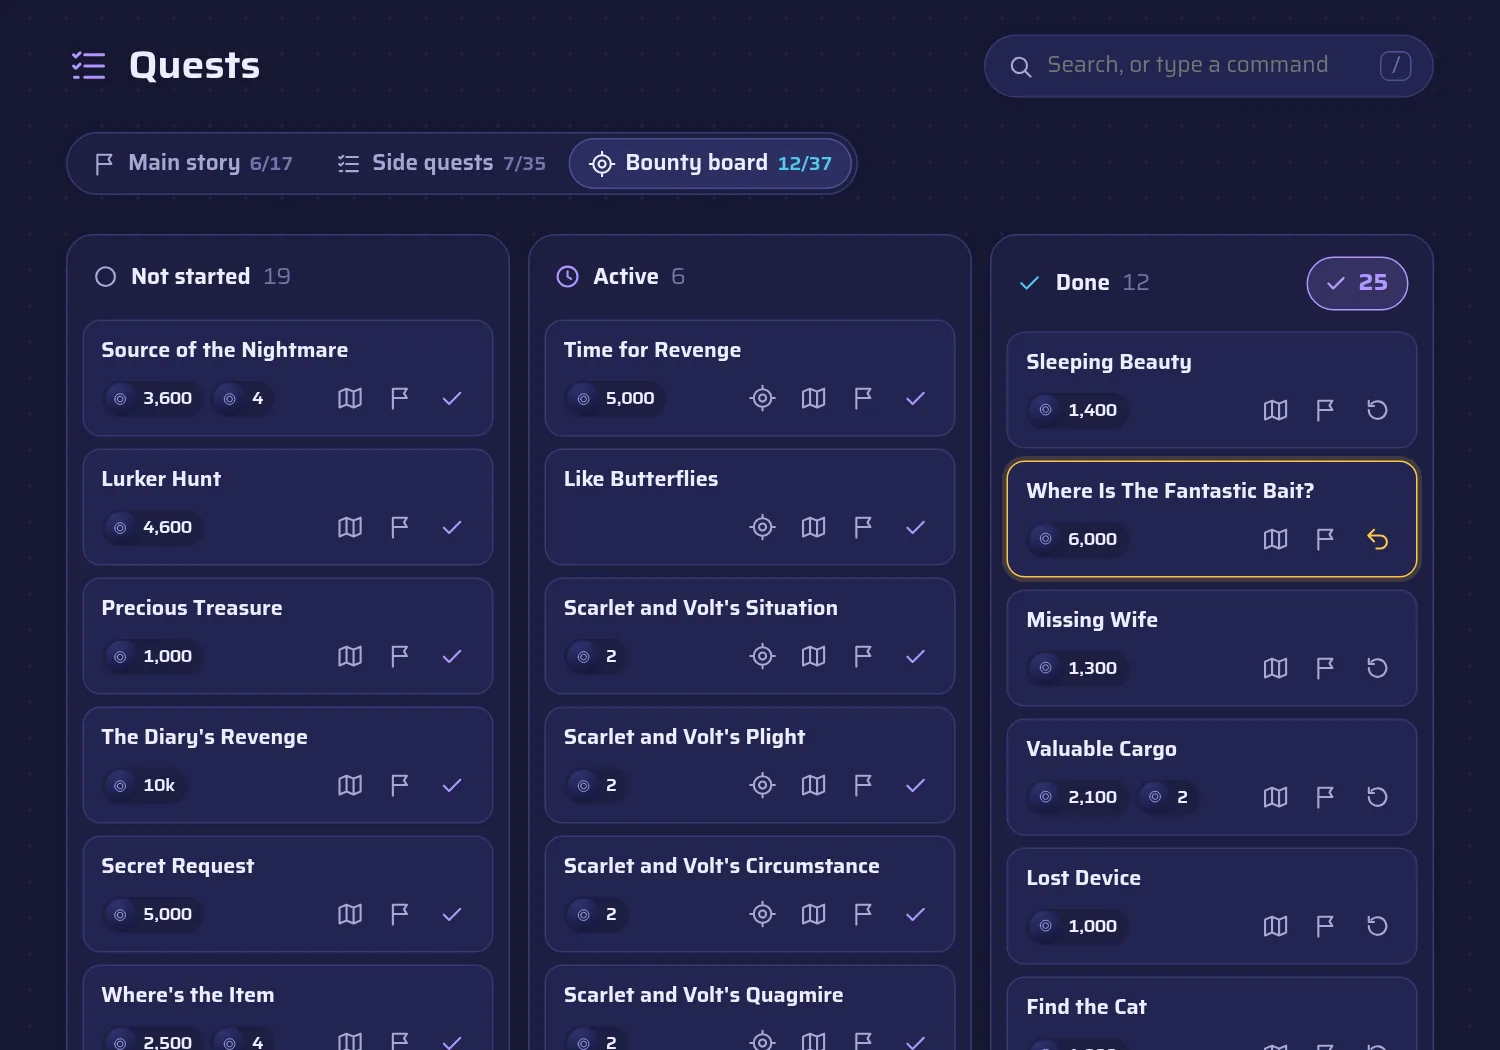 Quests
Search, or type a command /
Main story 6/17
Side quests 7/35
Bounty board 12/37
Not started 19
Source of the Nightmare
3,600 4
Lurker Hunt
4,600
Precious Treasure
1,000
The Diary's Revenge
10k
Secret Request
5,000
Where's the Item
2,500 4
Active 6
Time for Revenge
5,000
Like Butterflies
Scarlet and Volt's Situation
2
Scarlet and Volt's Plight
2
Scarlet and Volt's Circumstance
2
Scarlet and Volt's Quagmire
2
Done 12
25
Sleeping Beauty
1,400
Where Is The Fantastic Bait?
6,000
Missing Wife
1,300
Valuable Cargo
2,100 2
Lost Device
1,000
Find the Cat